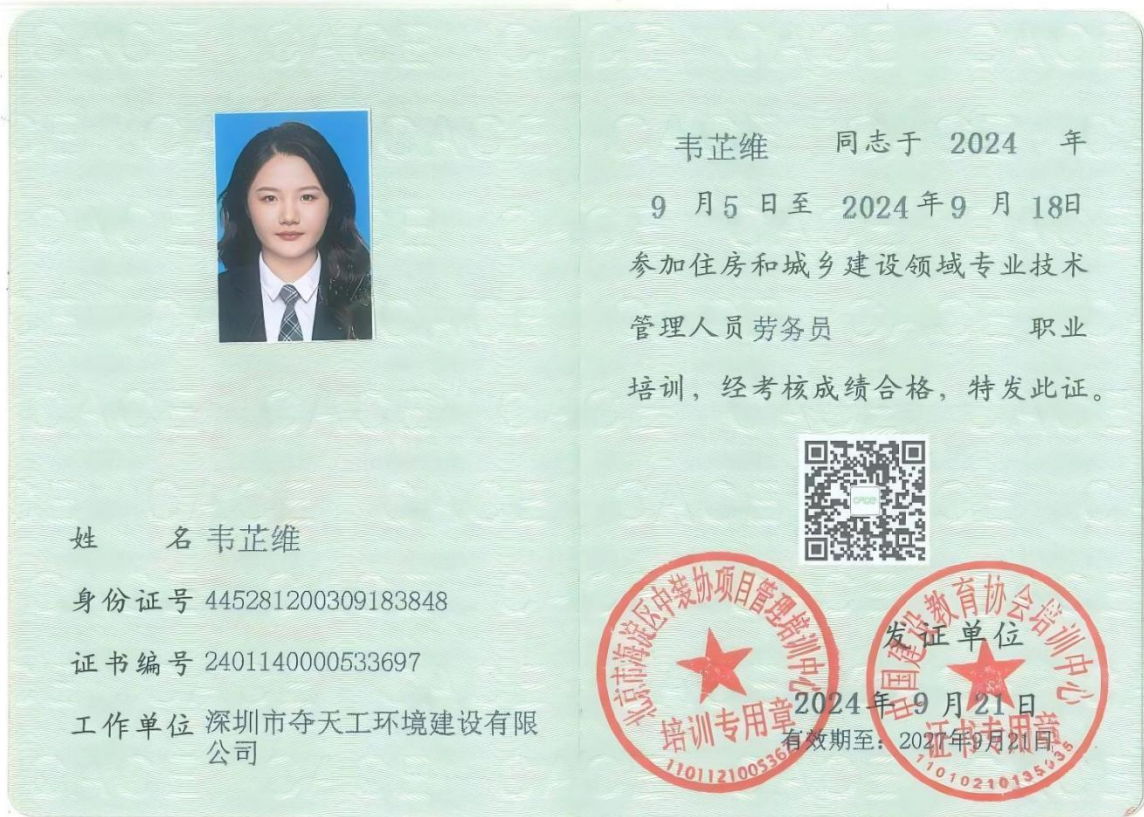 姓 名 韦芷维
身份证号 445281200309183848
证书编号 2401140000533697
工作单位 深圳市夺天工环境建设有限
公司
韦芷维 同志于 2024 年
9 月 5 日至 2024 年 9 月 18日
参加住房和城乡建设领域专业技术
管理人员 劳务员 职业
培训，经考核成绩合格，特发此证。
发证单位
2024 年 9 月 21 日
有效期至：2027年9月21日
北京市海淀区中装协项目管理培训中心
培训专用章
中国建设教育协会培训中心
证书专用章